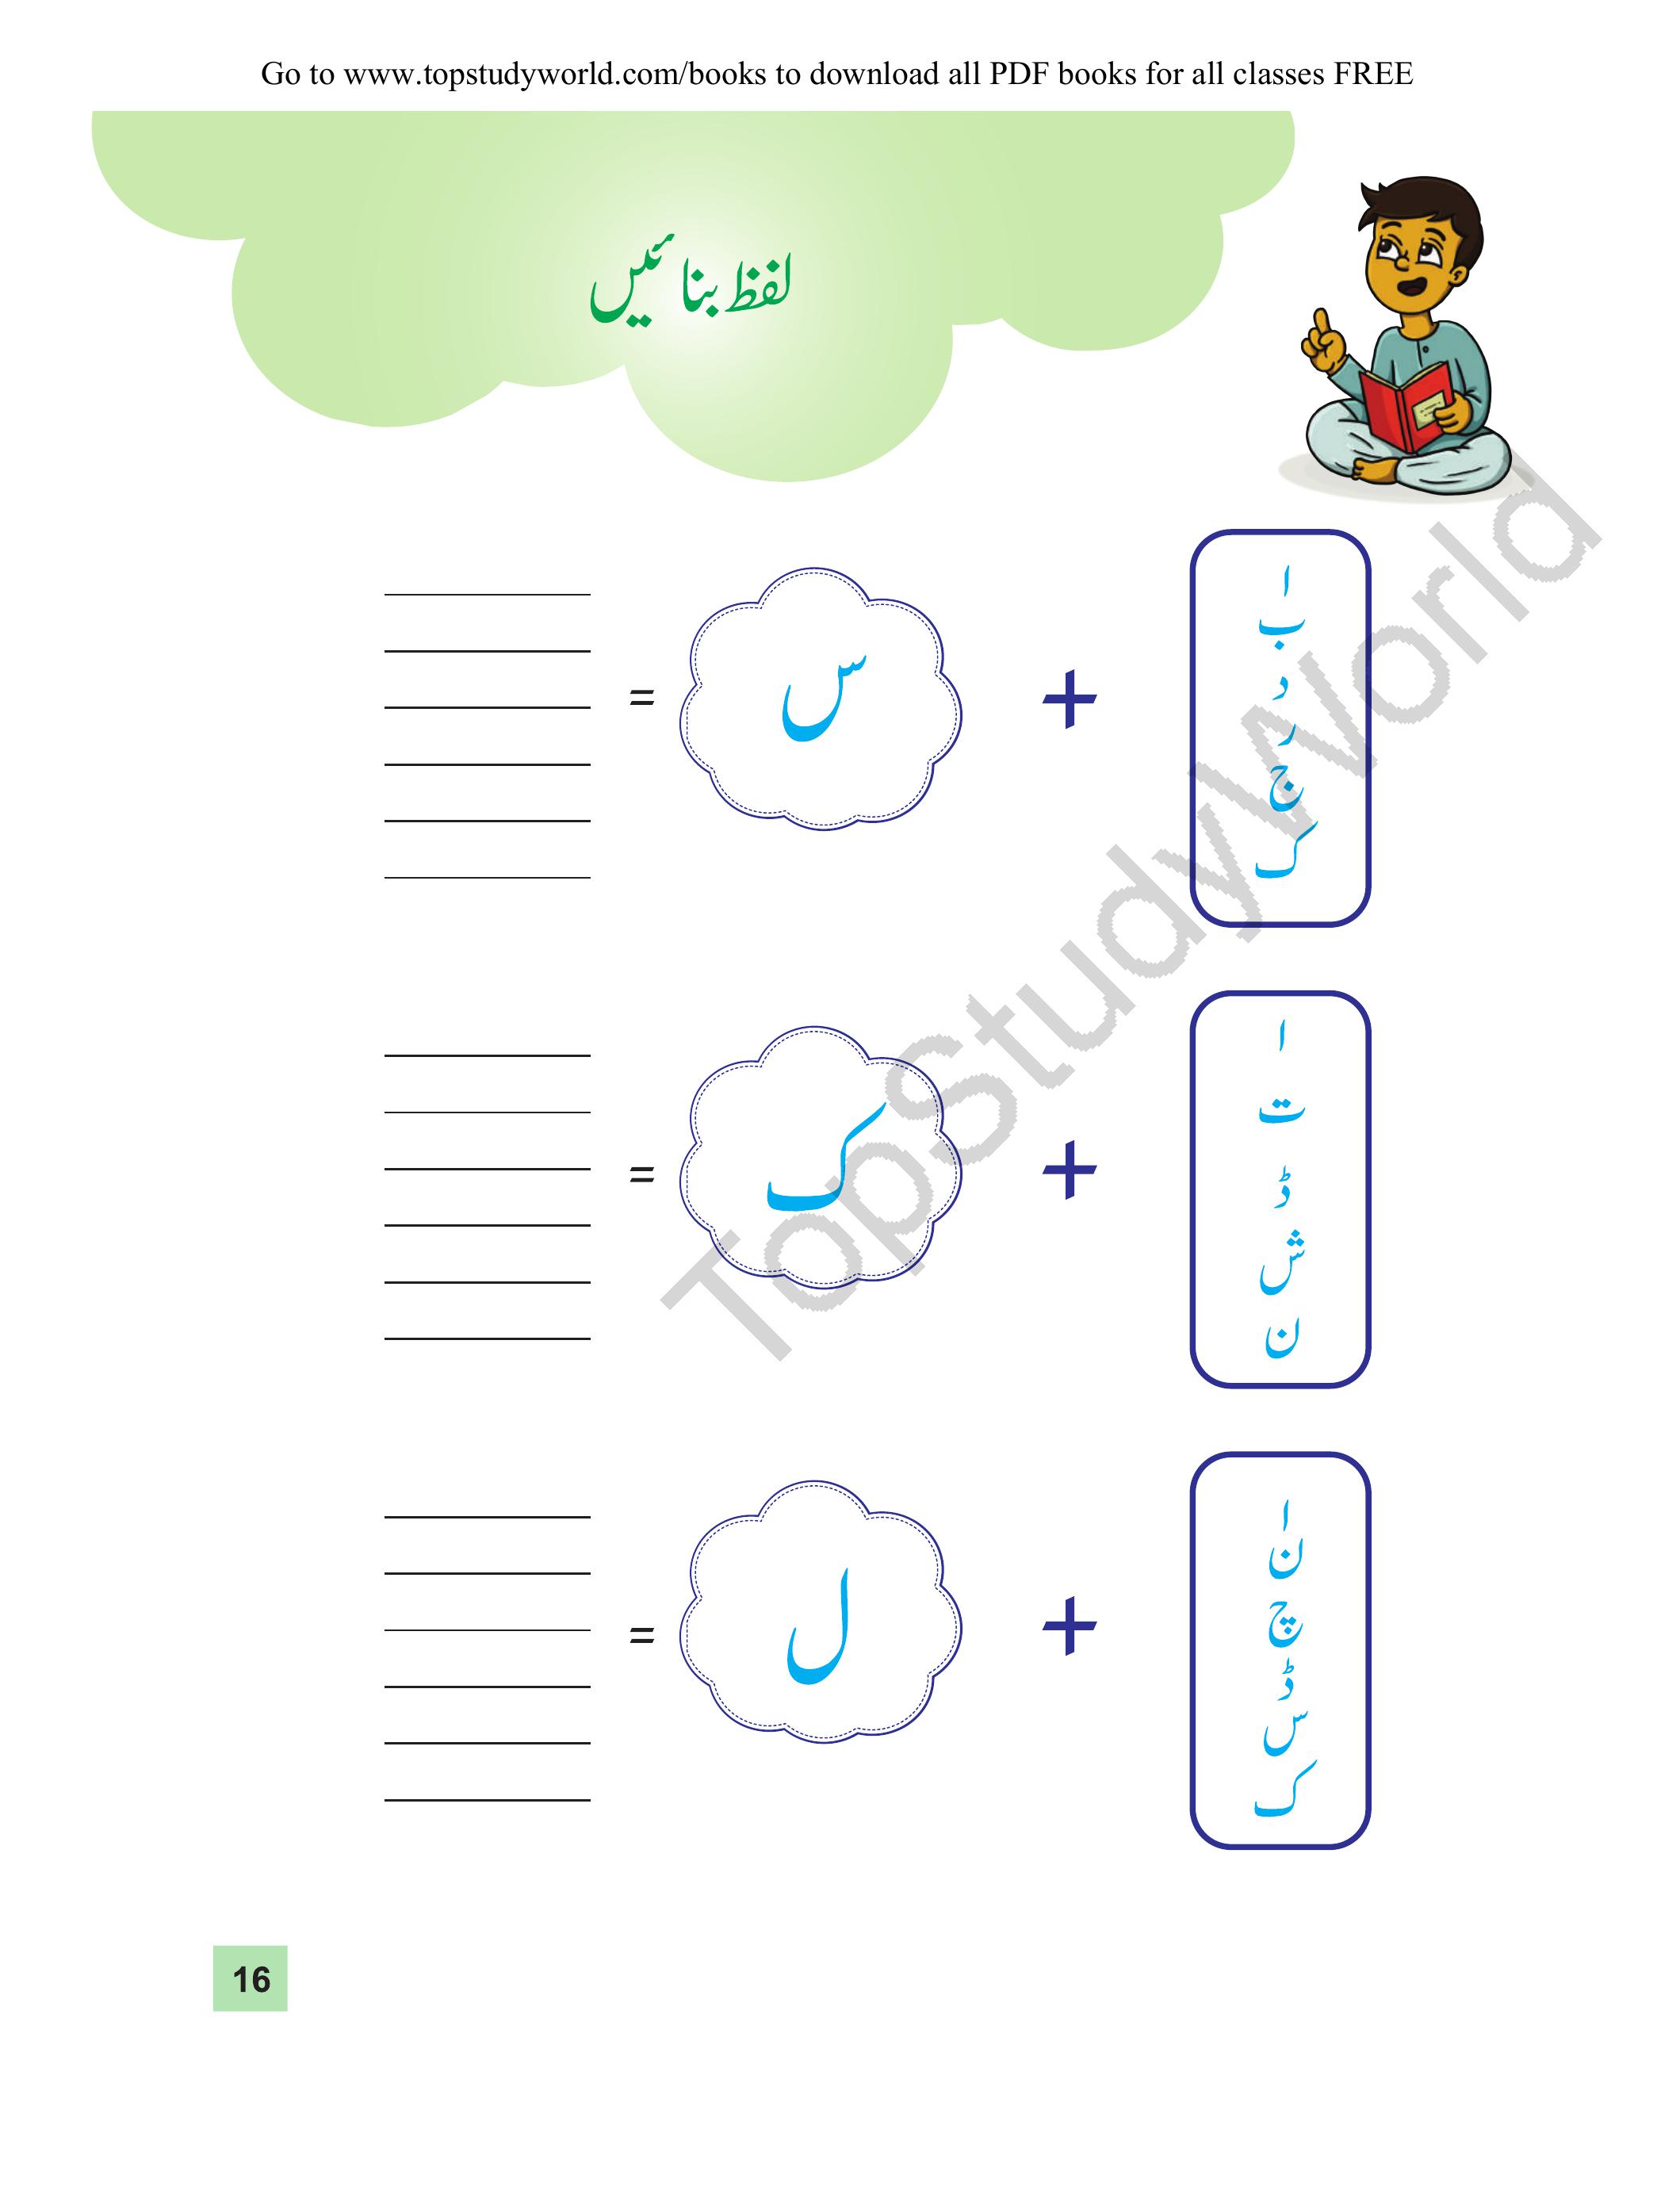 Go to www.topstudyworld.com/books to download all PDF books for all classes FREE
لفظ بنائیں
ا
ب
د
ر
ج
ک
+
س
=
ا
ت
ڈ
ش
ن
+
ک
=
ا
ن
چ
ڈ
س
ک
+
ل
=
TopStudyWorld
16